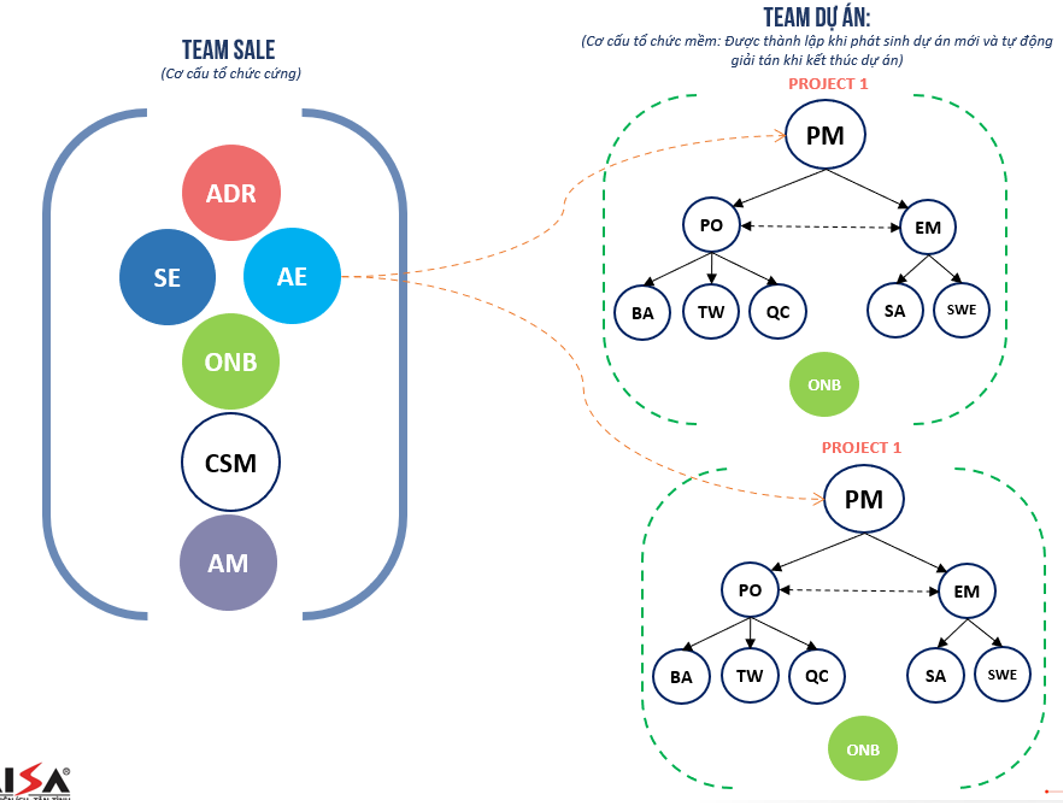 TEAM SALE
(Cơ cấu tổ chức cứng)
ADR
SE
AE
ONB
CSM
AM
TEAM DỰ ÁN:
(Cơ cấu tổ chức mềm: Được thành lập khi phát sinh dự án mới và tự động
giải tán khi kết thúc dự án)
PROJECT 1
PM
PO
EM
BA
TW
QC
SA
SWE
ONB
PROJECT 1
PM
PO
EM
BA
TW
QC
SA
SWE
ONB